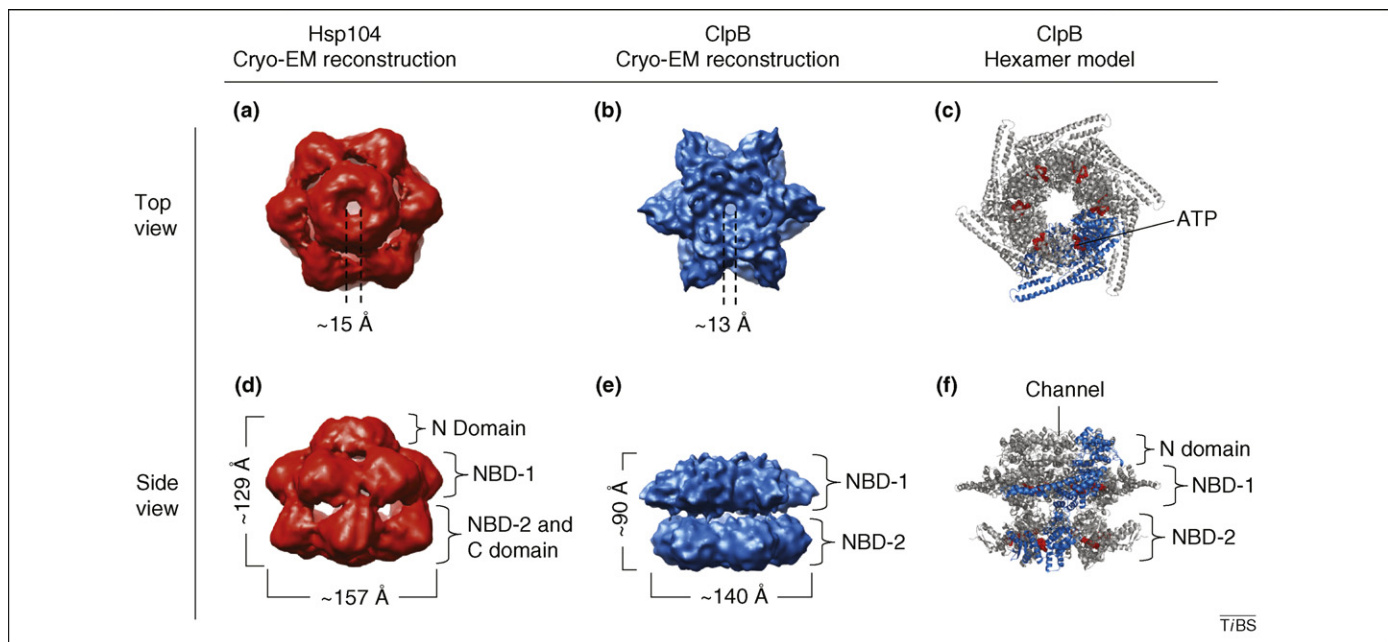 Hsp104
Cryo-EM reconstruction
ClpB
Cryo-EM reconstruction
ClpB
Hexamer model
Top
view
(a)
~15 Å
(b)
~13 Å
(c)
ATP
Side
view
(d)
~129 Å
N Domain
NBD-1
NBD-2 and
C domain
~157 Å
(e)
~90 Å
NBD-1
NBD-2
~140 Å
(f)
Channel
N domain
NBD-1
NBD-2
TiBS